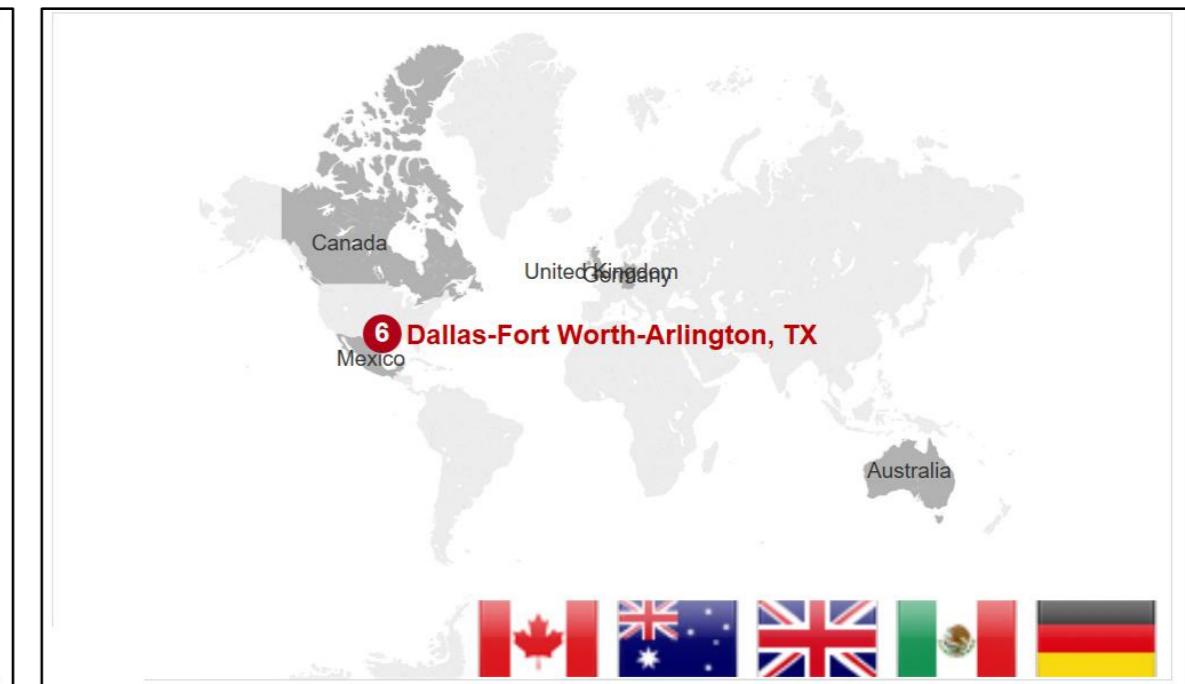 Canada
United Kingdom
Germany
6 Dallas-Fort Worth-Arlington, TX
Mexico
Australia